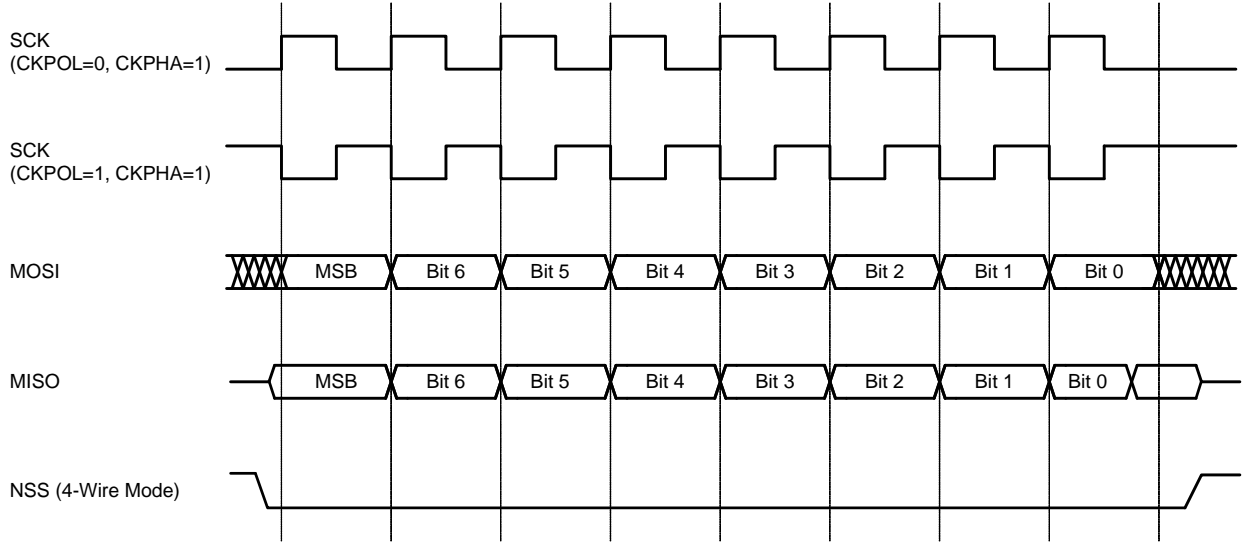 SCK
(CKPOL=0, CKPHA=1)
SCK
(CKPOL=1, CKPHA=1)
MOSI
MSB Bit 6 Bit 5 Bit 4 Bit 3 Bit 2 Bit 1 Bit 0
MISO
MSB Bit 6 Bit 5 Bit 4 Bit 3 Bit 2 Bit 1 Bit 0
NSS (4-Wire Mode)